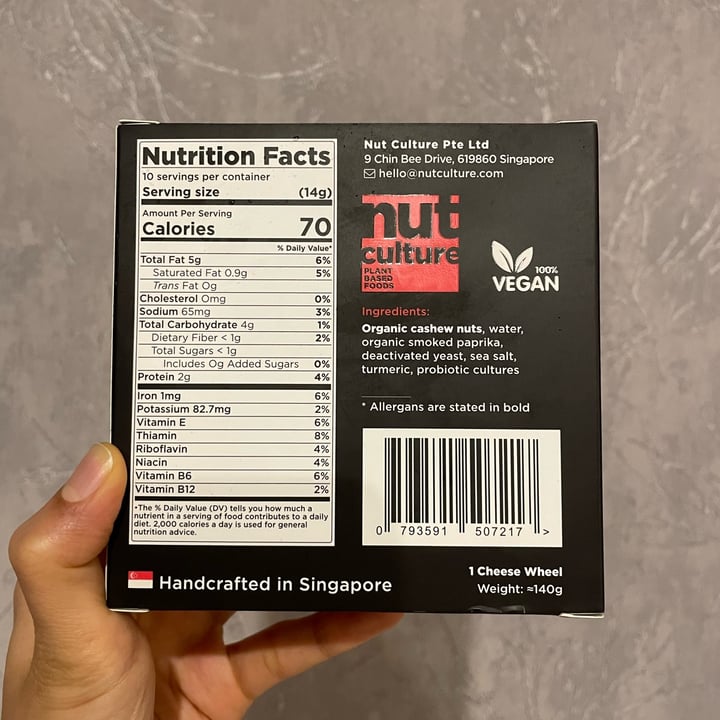 Nutrition Facts
10 servings per container
Serving size (14g)
Amount Per Serving
Calories 70
% Daily Value*
Total Fat 5g 6%
Saturated Fat 0.9g 5%
Trans Fat 0g
Cholesterol 0mg 0%
Sodium 65mg 3%
Total Carbohydrate 4g 1%
Dietary Fiber < 1g 2%
Total Sugars < 1g
Includes 0g Added Sugars 0%
Protein 2g 4%
Iron 1mg 6%
Potassium 82.7mg 2%
Vitamin E 6%
Thiamin 8%
Riboflavin 4%
Niacin 4%
Vitamin B6 6%
Vitamin B12 2%
*The % Daily Value (DV) tells you how much a
nutrient in a serving of food contributes to a daily
diet. 2,000 calories a day is used for general
nutrition advice.
Handcrafted in Singapore
Nut Culture Pte Ltd
9 Chin Bee Drive, 619860 Singapore
hello@nutculture.com
nut
culture
PLANT
BASED
FOODS
100%
VEGAN
Ingredients:
Organic cashew nuts, water,
organic smoked paprika,
deactivated yeast, sea salt,
turmeric, probiotic cultures
* Allergans are stated in bold
0 793591 507217 >
1 Cheese Wheel
Weight: ≈140g